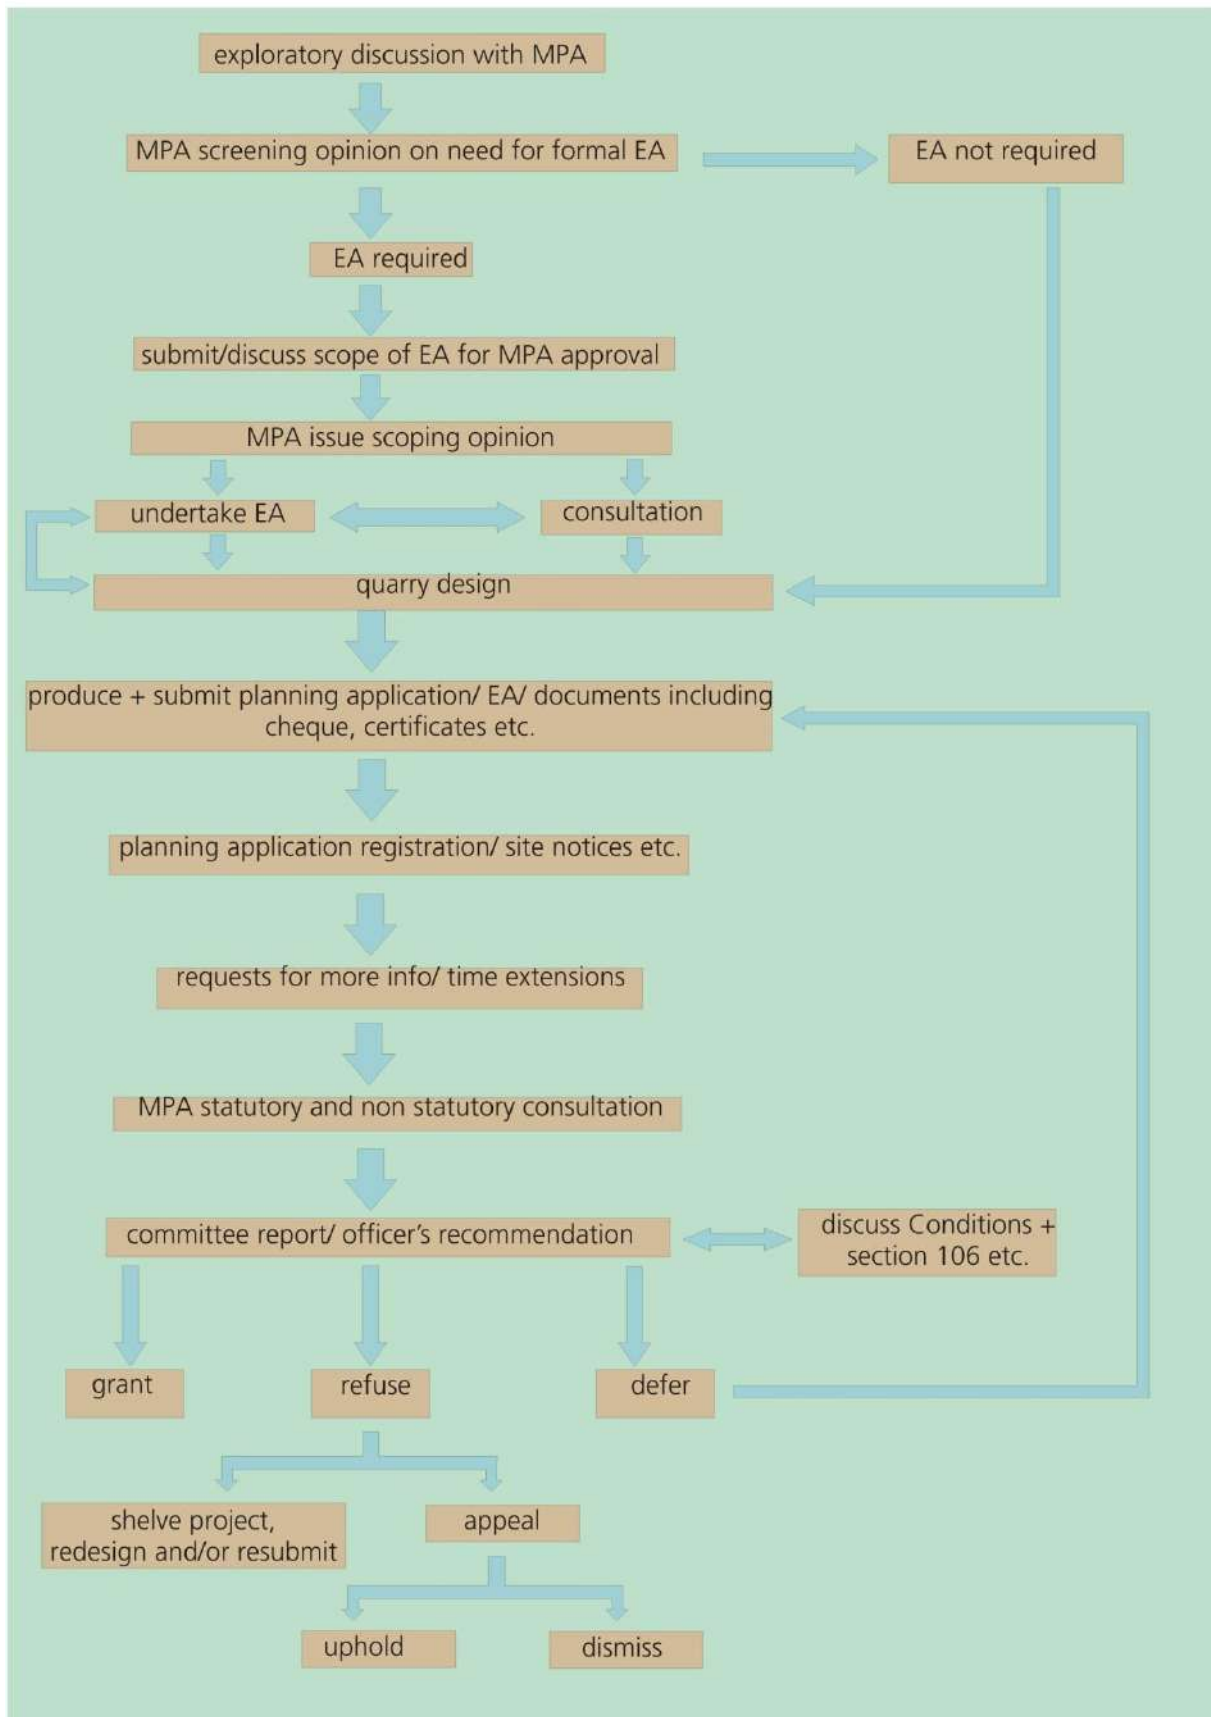 exploratory discussion with MPA
MPA screening opinion on need for formal EA
EA not required
EA required
submit/discuss scope of EA for MPA approval
MPA issue scoping opinion
undertake EA
consultation
quarry design
produce + submit planning application/ EA/ documents including
cheque, certificates etc.
planning application registration/ site notices etc.
requests for more info/ time extensions
MPA statutory and non statutory consultation
committee report/ officer's recommendation
discuss Conditions +
section 106 etc.
grant
refuse
defer
shelve project,
redesign and/or resubmit
appeal
uphold
dismiss